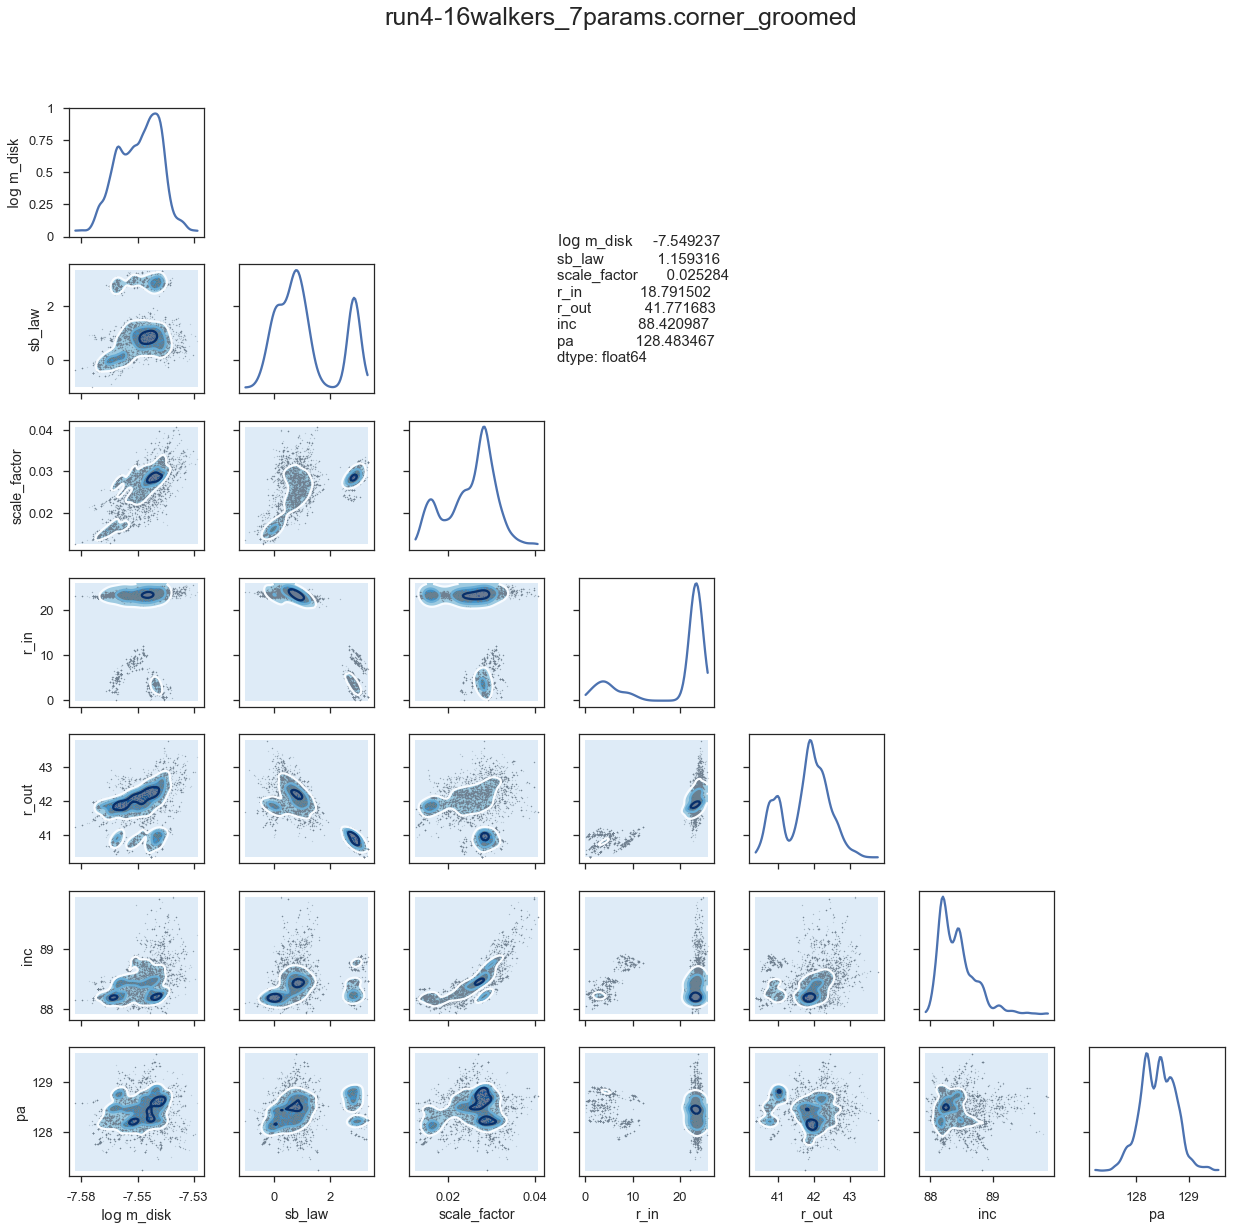 run4-16walkers_7params.corner_groomed
1
0.75
0.5
0.25
0
log m_disk
log m_disk -7.549237
sb_law 1.159316
scale_factor 0.025284
r_in 18.791502
r_out 41.771683
inc 88.420987
pa 128.483467
dtype: float64
2
0
sb_law
0.04
0.03
0.02
scale_factor
20
10
0
r_in
43
42
41
r_out
89
88
inc
129
128
pa
-7.58 -7.55 -7.53
0 2
0.02 0.04
0 10 20
41 42 43
88 89
128 129
log m_disk
sb_law
scale_factor
r_in
r_out
inc
pa